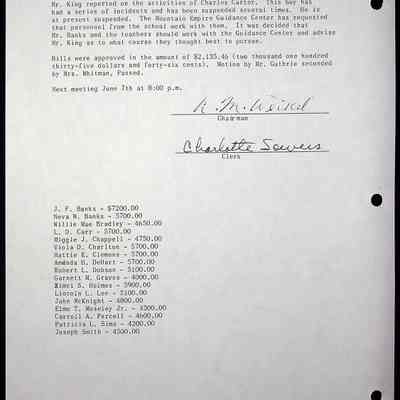 Mr. King reported on the activities of Charles Carter. This boy has
had a series of incidents and has been suspended several times. He is
at present suspended. The Mountain Empire Guidance Center has requested
that personnel from the school work with them. It was decided that
Mr. Banks and the teachers should work with the Guidance Center and advise
Mr. King as to what course they thought best to pursue.
Bills were approved in the amount of $2,135.46 (two thousand one hundred
thirty-five dollars and forty-six cents). Motion by Mr. Guthrie seconded
by Mrs. Whitman, Passed.
Next meeting June 7th at 8:00 p.m.
A. M.
Chairman
Charlotte Sowers
Clerk
J. F. Banks - $7200.00
Neva W. Banks - 5700.00
Willie Mae Bradley - 4650.00
L. D. Carr - 5700.00
Higgie J. Chappell - 4750.00
Viola D. Charlton - 5700.00
Hattie E. Clemons - 5700.00
Amanda H. DeHart - 5700.00
Robert L. Dobson - 5100.00
Garnett M. Graves - 4000.00
S. Holmes - 5900.00
Lincoln L. Lee - 5100.00
Jake McKnight - 4800.00
Elmo T. Moseley Jr. - 5200.00
Carroll A. Purcell - 4600.00
Patricia L. Sims - 4200.00
Joseph Smith - 4500.00